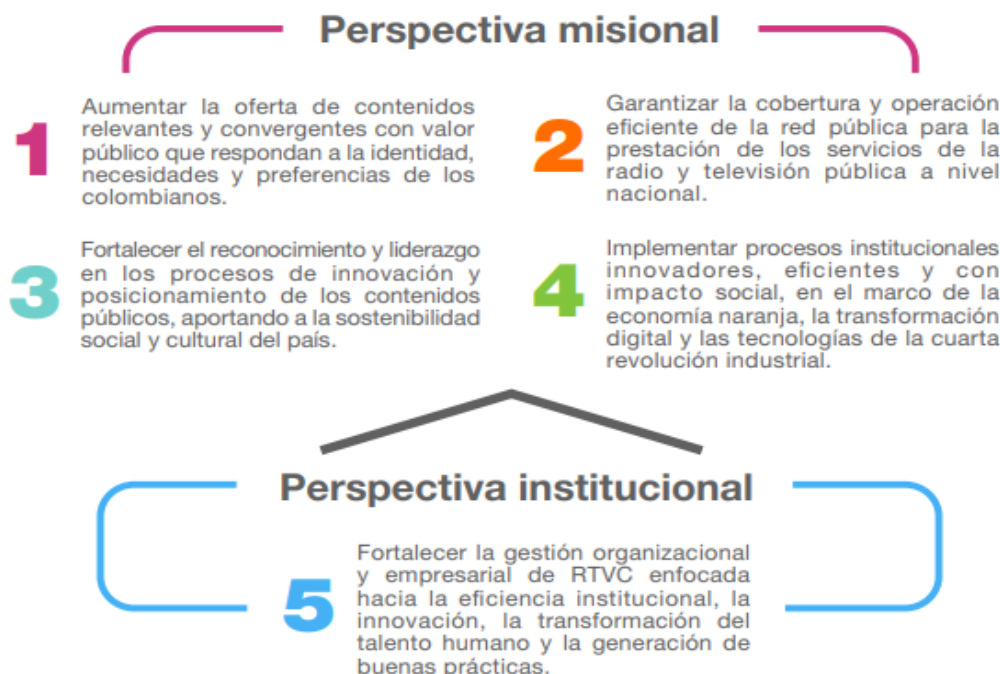 Perspectiva misional
1
Aumentar la oferta de contenidos
relevantes y convergentes con valor
público que respondan a la identidad,
necesidades y preferencias de los
colombianos.
2
Garantizar la cobertura y operación
eficiente de la red pública para la
prestación de los servicios de la
radio y televisión pública a nivel
nacional.
3
Fortalecer el reconocimiento y liderazgo
en los procesos de innovación y
posicionamiento de los contenidos
públicos, aportando a la sostenibilidad
social y cultural del país.
4
Implementar procesos institucionales
innovadores, eficientes y con
impacto social, en el marco de la
economía naranja, la transformación
digital y las tecnologías de la cuarta
revolución industrial.
Perspectiva institucional
5
Fortalecer la gestión organizacional
y empresarial de RTVC enfocada
hacia la eficiencia institucional, la
innovación, la transformación del
talento humano y la generación de
buenas prácticas.